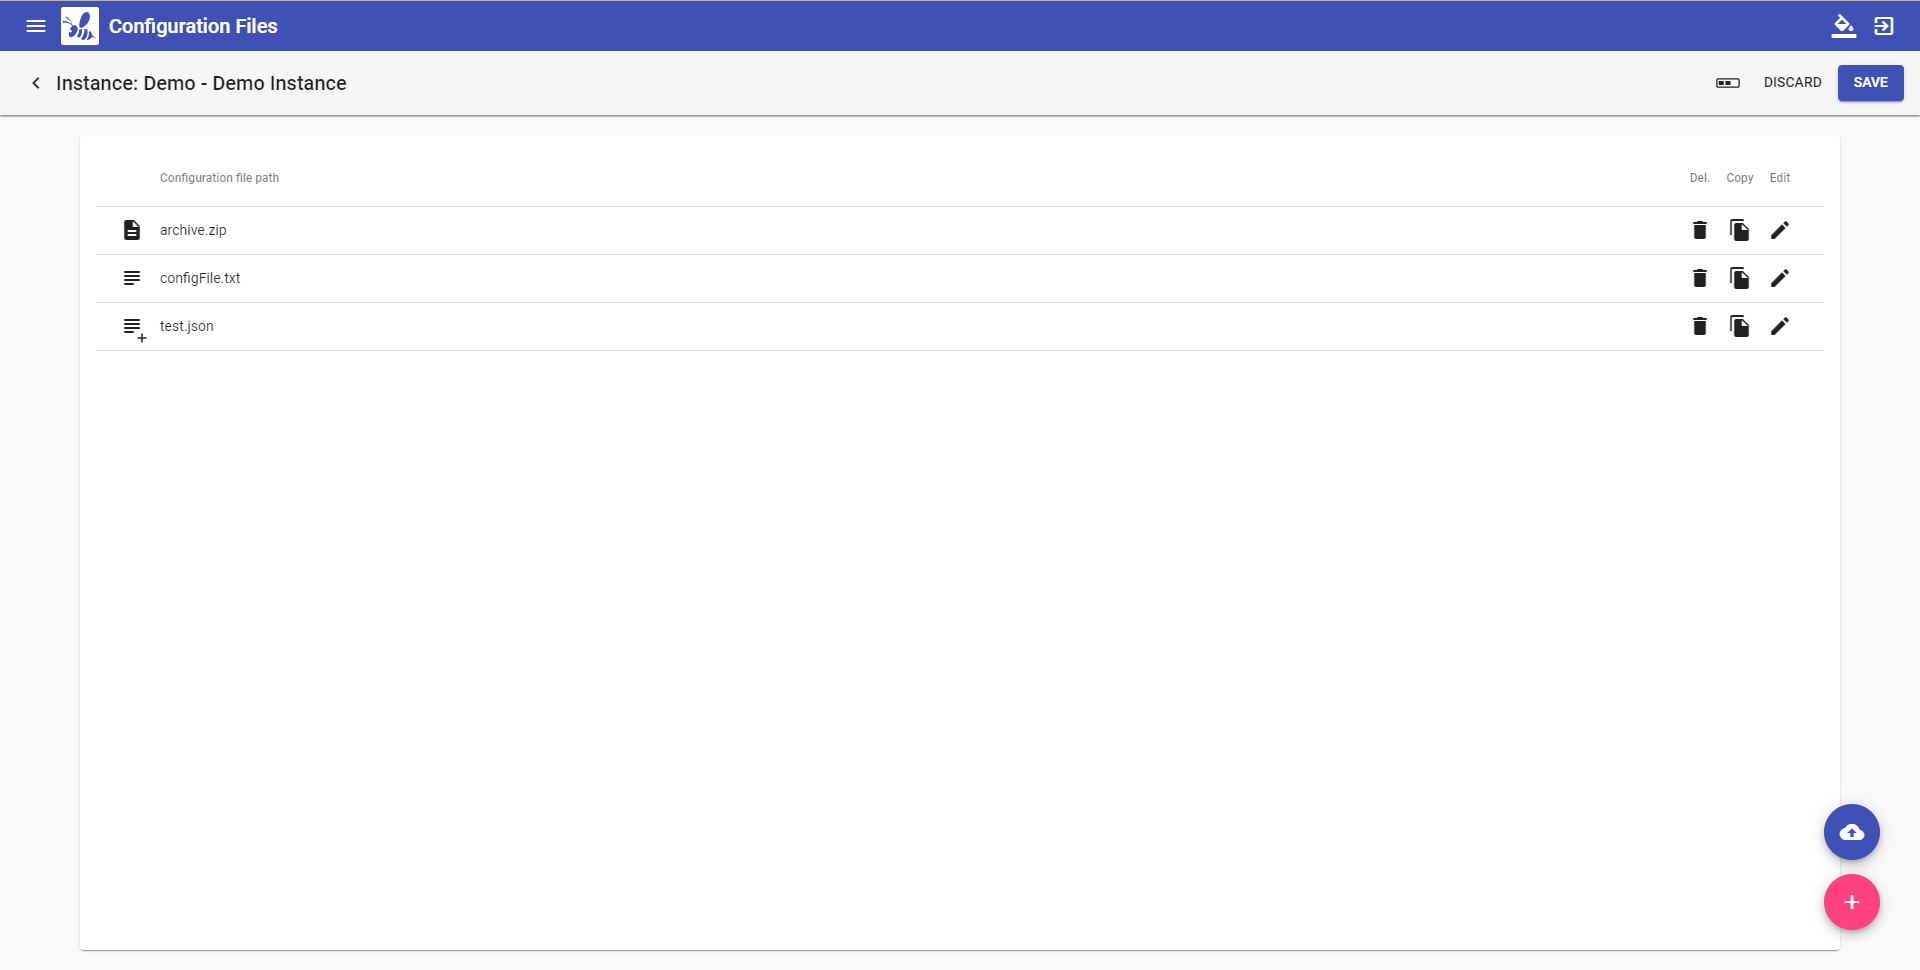 Configuration Files
Instance: Demo - Demo Instance
DISCARD
SAVE
Configuration file path Del. Copy Edit
archive.zip
configFile.txt
test.json